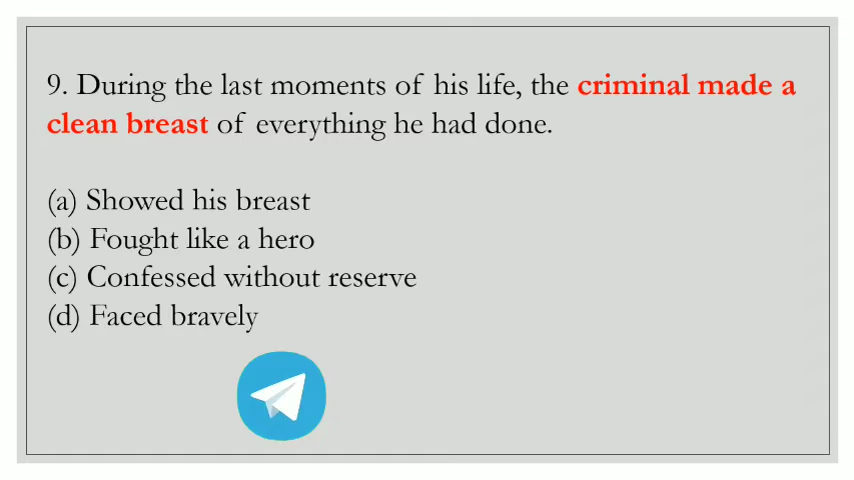 9. During the last moments of his life, the criminal made a
clean breast of everything he had done.
(a) Showed his breast
(b) Fought like a hero
(c) Confessed without reserve
(d) Faced bravely